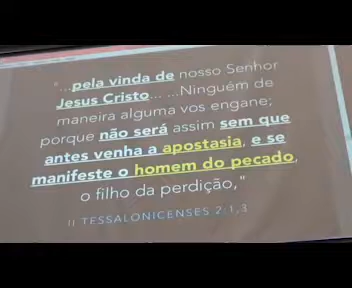 "...pela vinda de nosso Senhor
Jesus Cristo... ...Ninguém de
maneira alguma vos engane;
porque não será assim sem que
antes venha a apostasia, e se
manifeste o homem do pecado,
o filho da perdição,"
II TESSALONICENSES 2:1,3